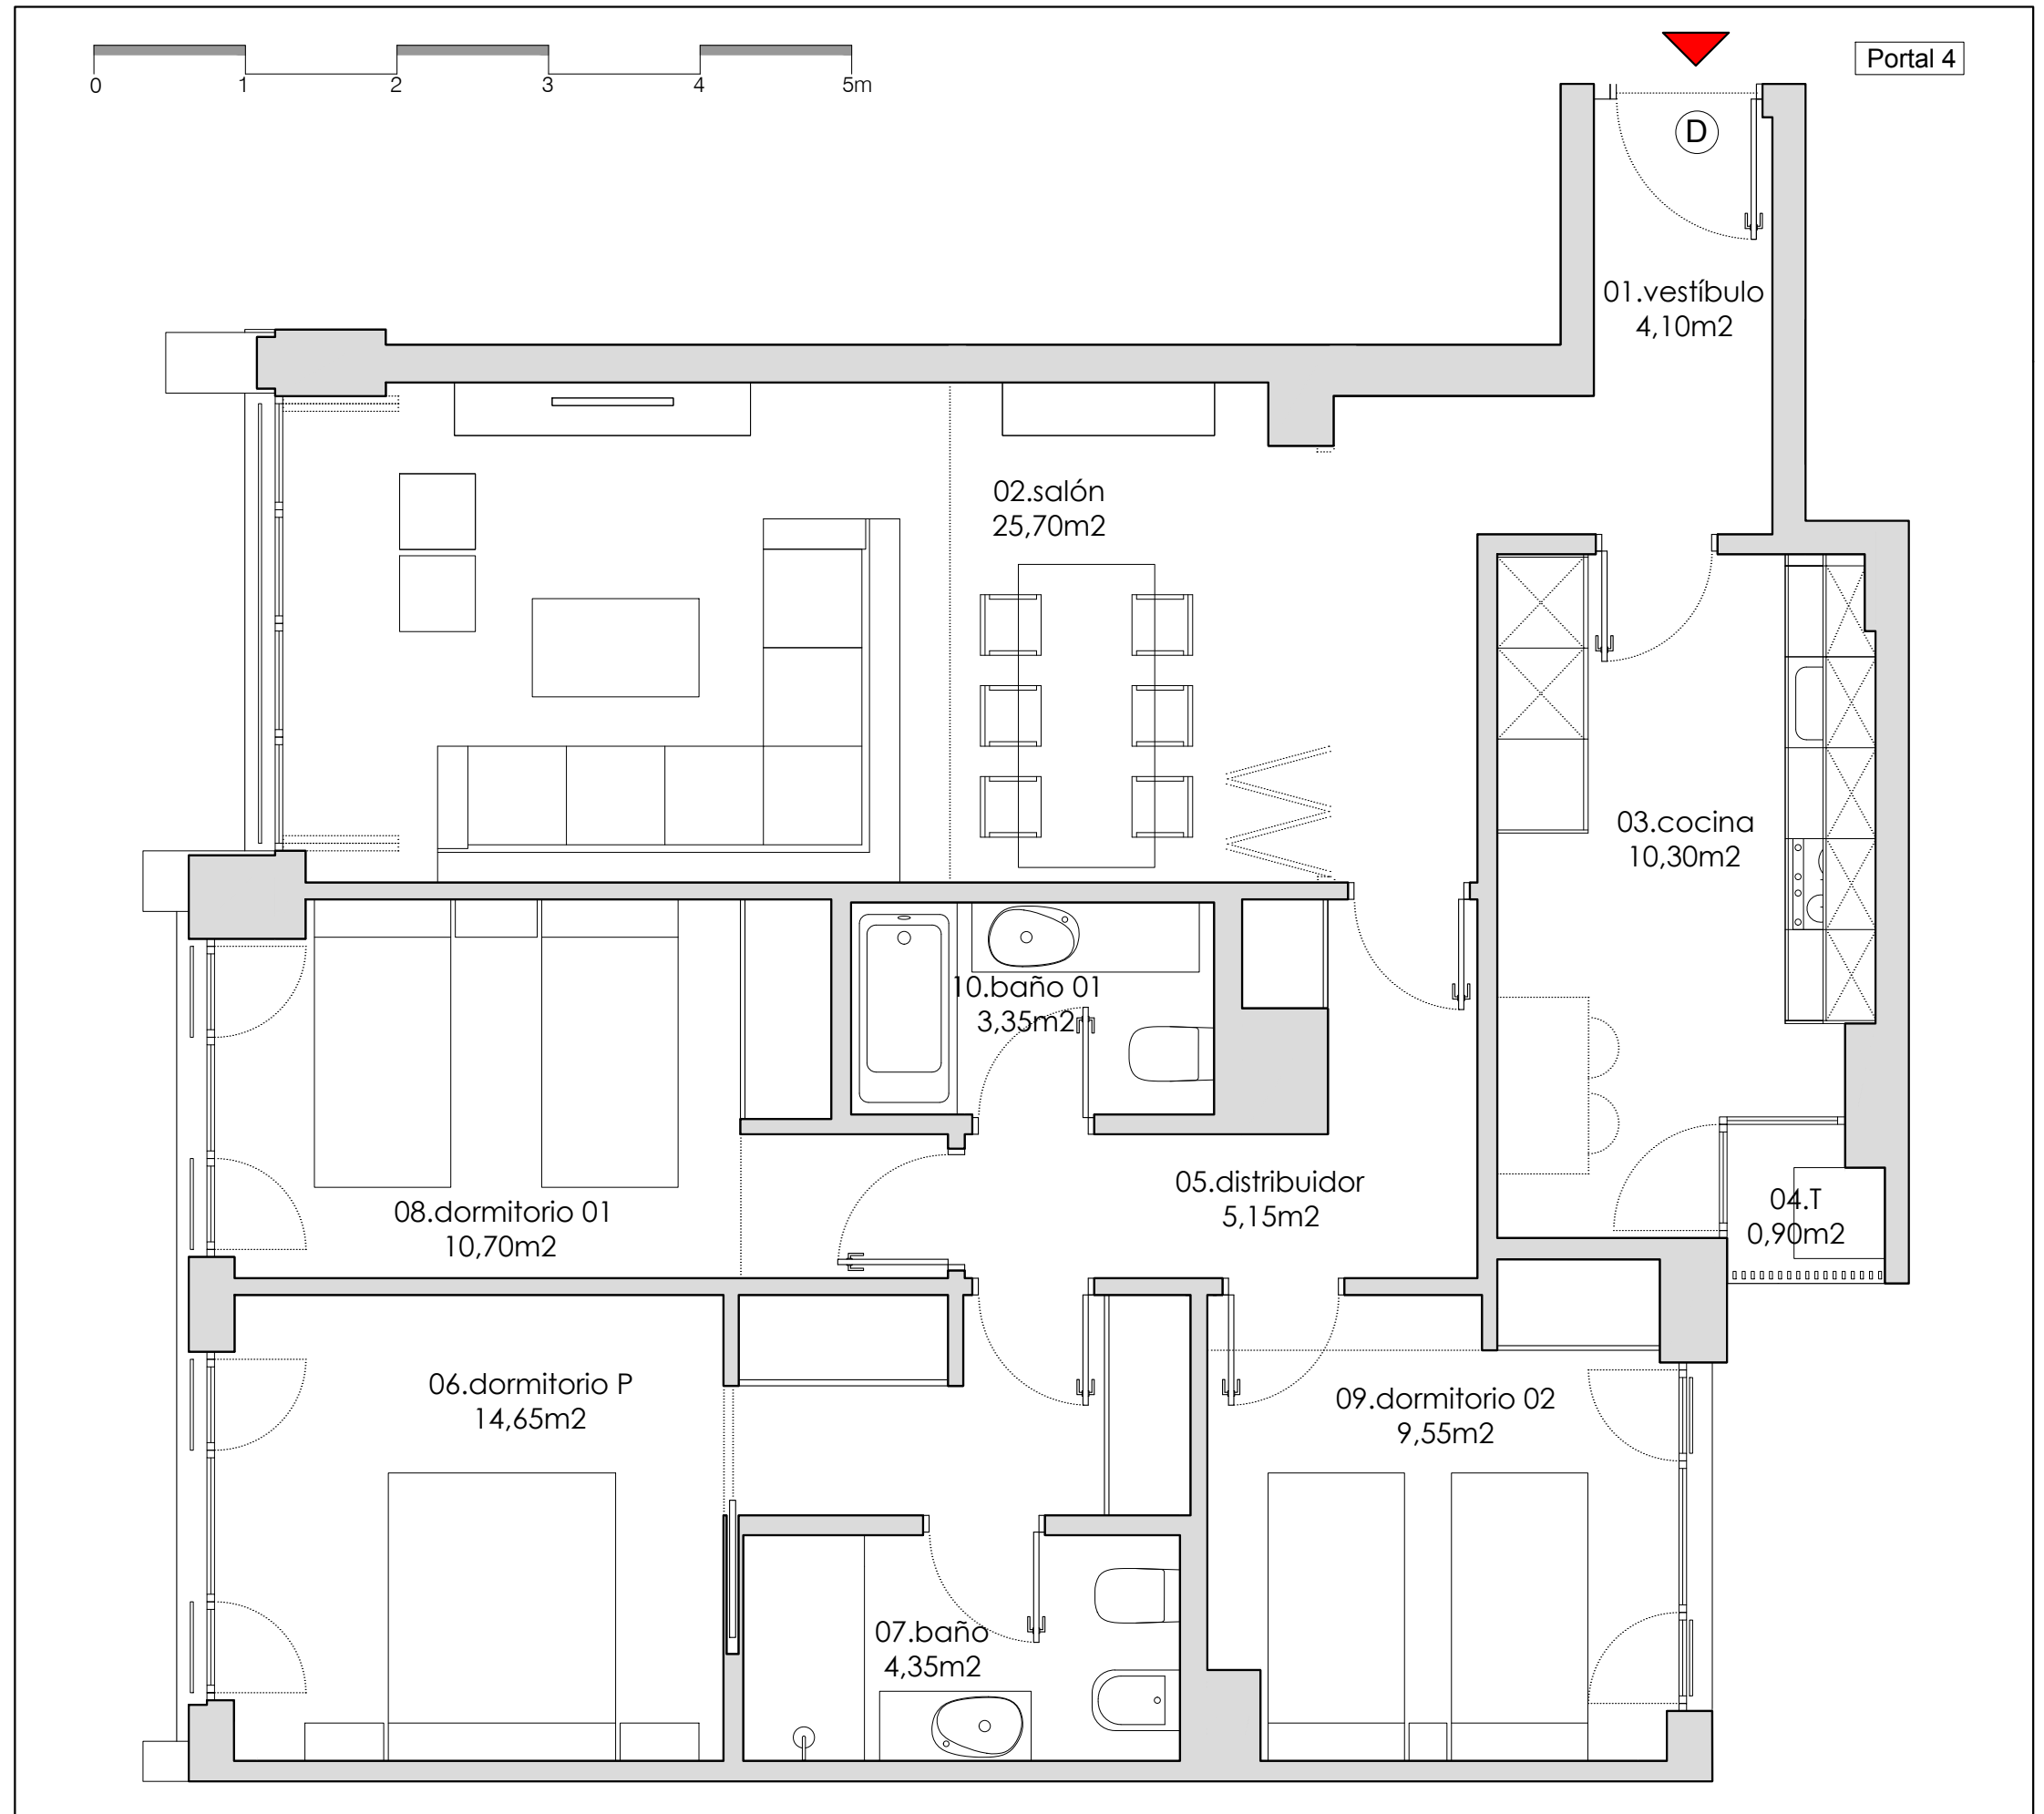 0 1 2 3 4 5m
Portal 4
D
01.vestíbulo
4,10m2
02.salón
25,70m2
03.cocina
10,30m2
10.baño 01
3,35m2
05.distribuidor
5,15m2
04.T
0,90m2
08.dormitorio 01
10,70m2
06.dormitorio P
14,65m2
09.dormitorio 02
9,55m2
07.baño
4,35m2